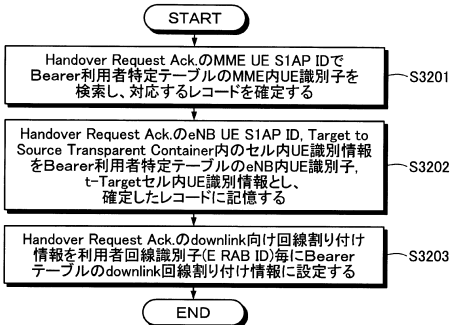 START
Handover Request Ack.のMME UE S1AP IDで
Bearer利用者特定テーブルのMME内UE識別子を
検索し、対応するレコードを確定する
S3201
Handover Request Ack.のeNB UE S1AP ID, Target to
Source Transparent Container内のセル内UE識別情報
をBearer利用者特定テーブルのeNB内UE識別子,
t-Targetセル内UE識別情報とし、
確定したレコードに記憶する
S3202
Handover Request Ack.のdownlink向け回線割り付け
情報を利用者回線識別子(E RAB ID)毎にBearer
テーブルのdownlink回線割り付け情報に設定する
S3203
END